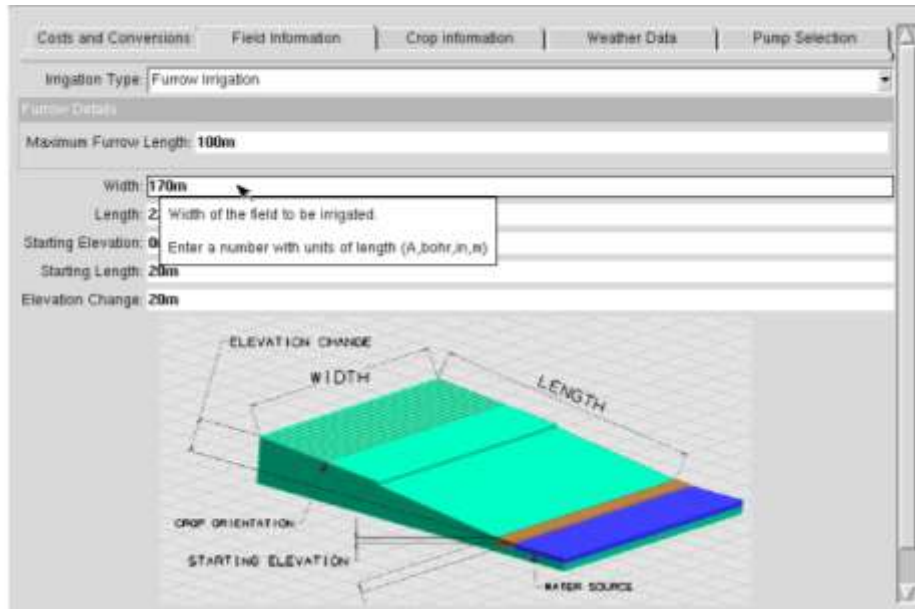 Costs and Conversions Field Information Crop Information Weather Data Pump Selection
Irrigation Type: Furrow Irrigation
Furrow Details
Maximum Furrow Length: 100m
Width: 170m
Length: 2
Width of the field to be irrigated.
Starting Elevation: 0
Enter a number with units of length (A,bohr,in,m)
Starting Length: 20m
Elevation Change: 20m
ELEVATION CHANGE
WIDTH
LENGTH
CROP ORIENTATION
STARTING ELEVATION
WATER SOURCE